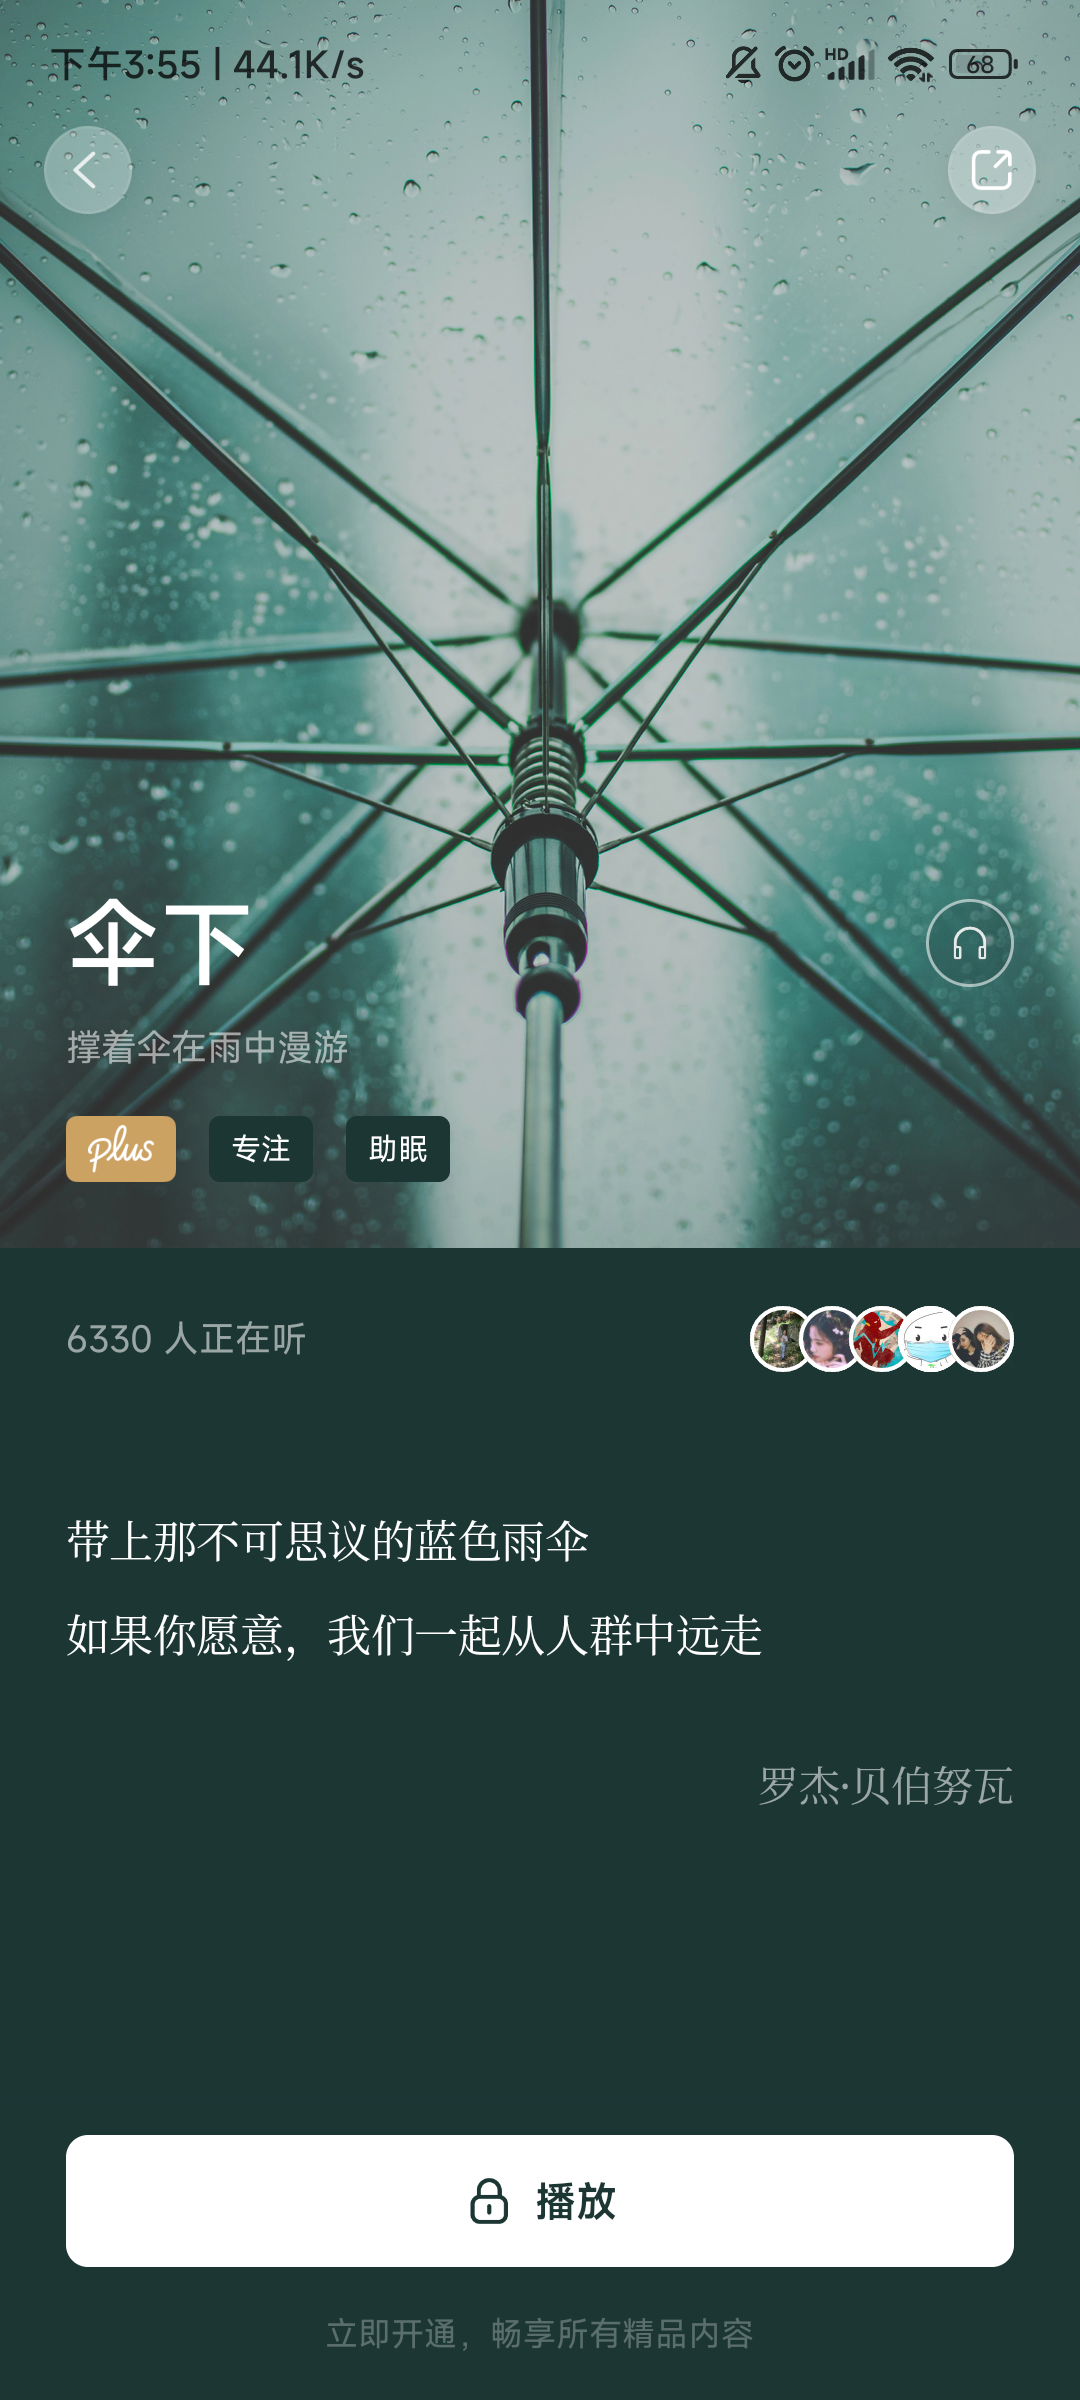 下午3:55 | 44.1K/s
HD
68
伞下
撑着伞在雨中漫游
plus 专注 助眠
6330 人正在听
带上那不可思议的蓝色雨伞
如果你愿意，我们一起从人群中远走
罗杰·贝伯努瓦
播放
立即开通，畅享所有精品内容